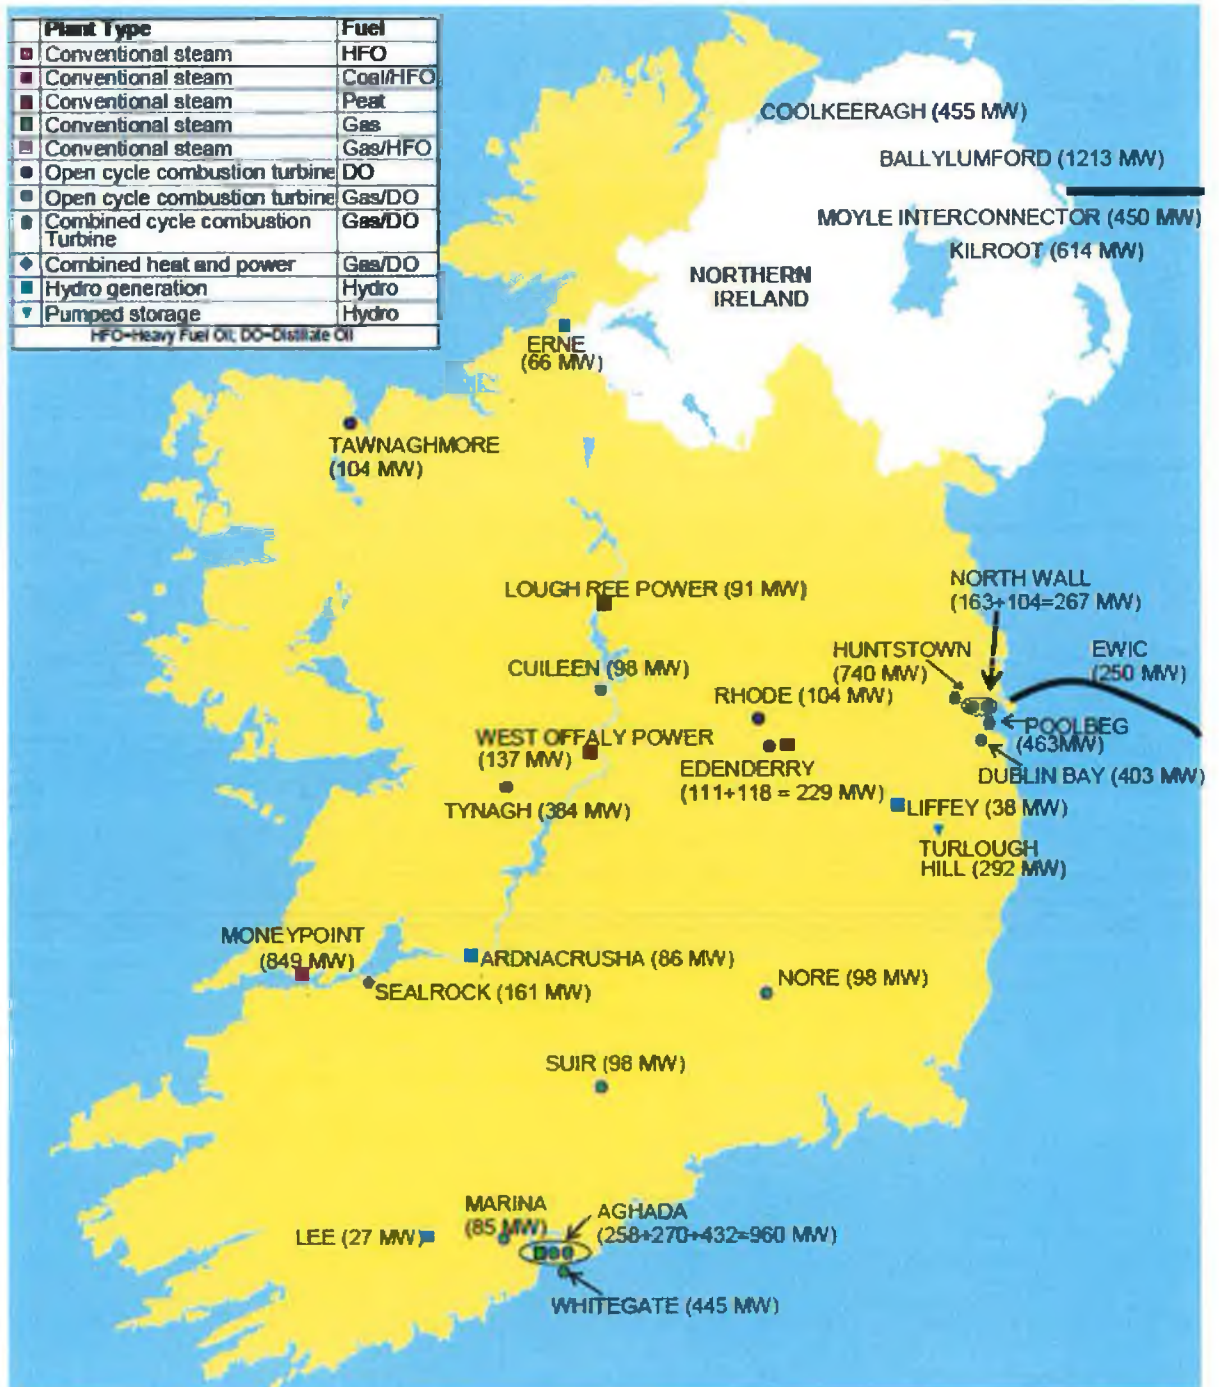 Plant Type Fuel
Conventional steam HFO
Conventional steam Coal/HFO
Conventional steam Peat
Conventional steam Gas
Conventional steam Gas/HFO
Open cycle combustion turbine DO
Open cycle combustion turbine Gas/DO
Combined cycle combustion Gas/DO
Turbine
Combined heat and power Gas/DO
Hydro generation Hydro
Pumped storage Hydro
HFO=Heavy Fuel Oil; DO=Distillate Oil
COOLKEERAGH (455 MW)
BALLYLUMFORD (1213 MW)
MOYLE INTERCONNECTOR (450 MW)
KILROOT (614 MW)
NORTHERN
IRELAND
ERNE
(66 MW)
TAWNAGHMORE
(104 MW)
LOUGH REE POWER (91 MW)
NORTH WALL
(163+104=267 MW)
HUNTSTOWN
(740 MW)
EWIC
(250 MW)
CUILEEN (98 MW)
RHODE (104 MW)
POOLBEG
(463MW)
WEST OFFALY POWER
(137 MW)
EDENDERRY
(111+118 = 229 MW)
DUBLIN BAY (403 MW)
TYNAGH (384 MW)
LIFFEY (38 MW)
TURLOUGH
HILL (292 MW)
MONEYPOINT
(849 MW)
ARDNACRUSHA (86 MW)
SEALROCK (161 MW)
NORE (98 MW)
SUIR (98 MW)
MARINA
(85 MW)
AGHADA
(258+270+432=960 MW)
LEE (27 MW)
WHITEGATE (445 MW)